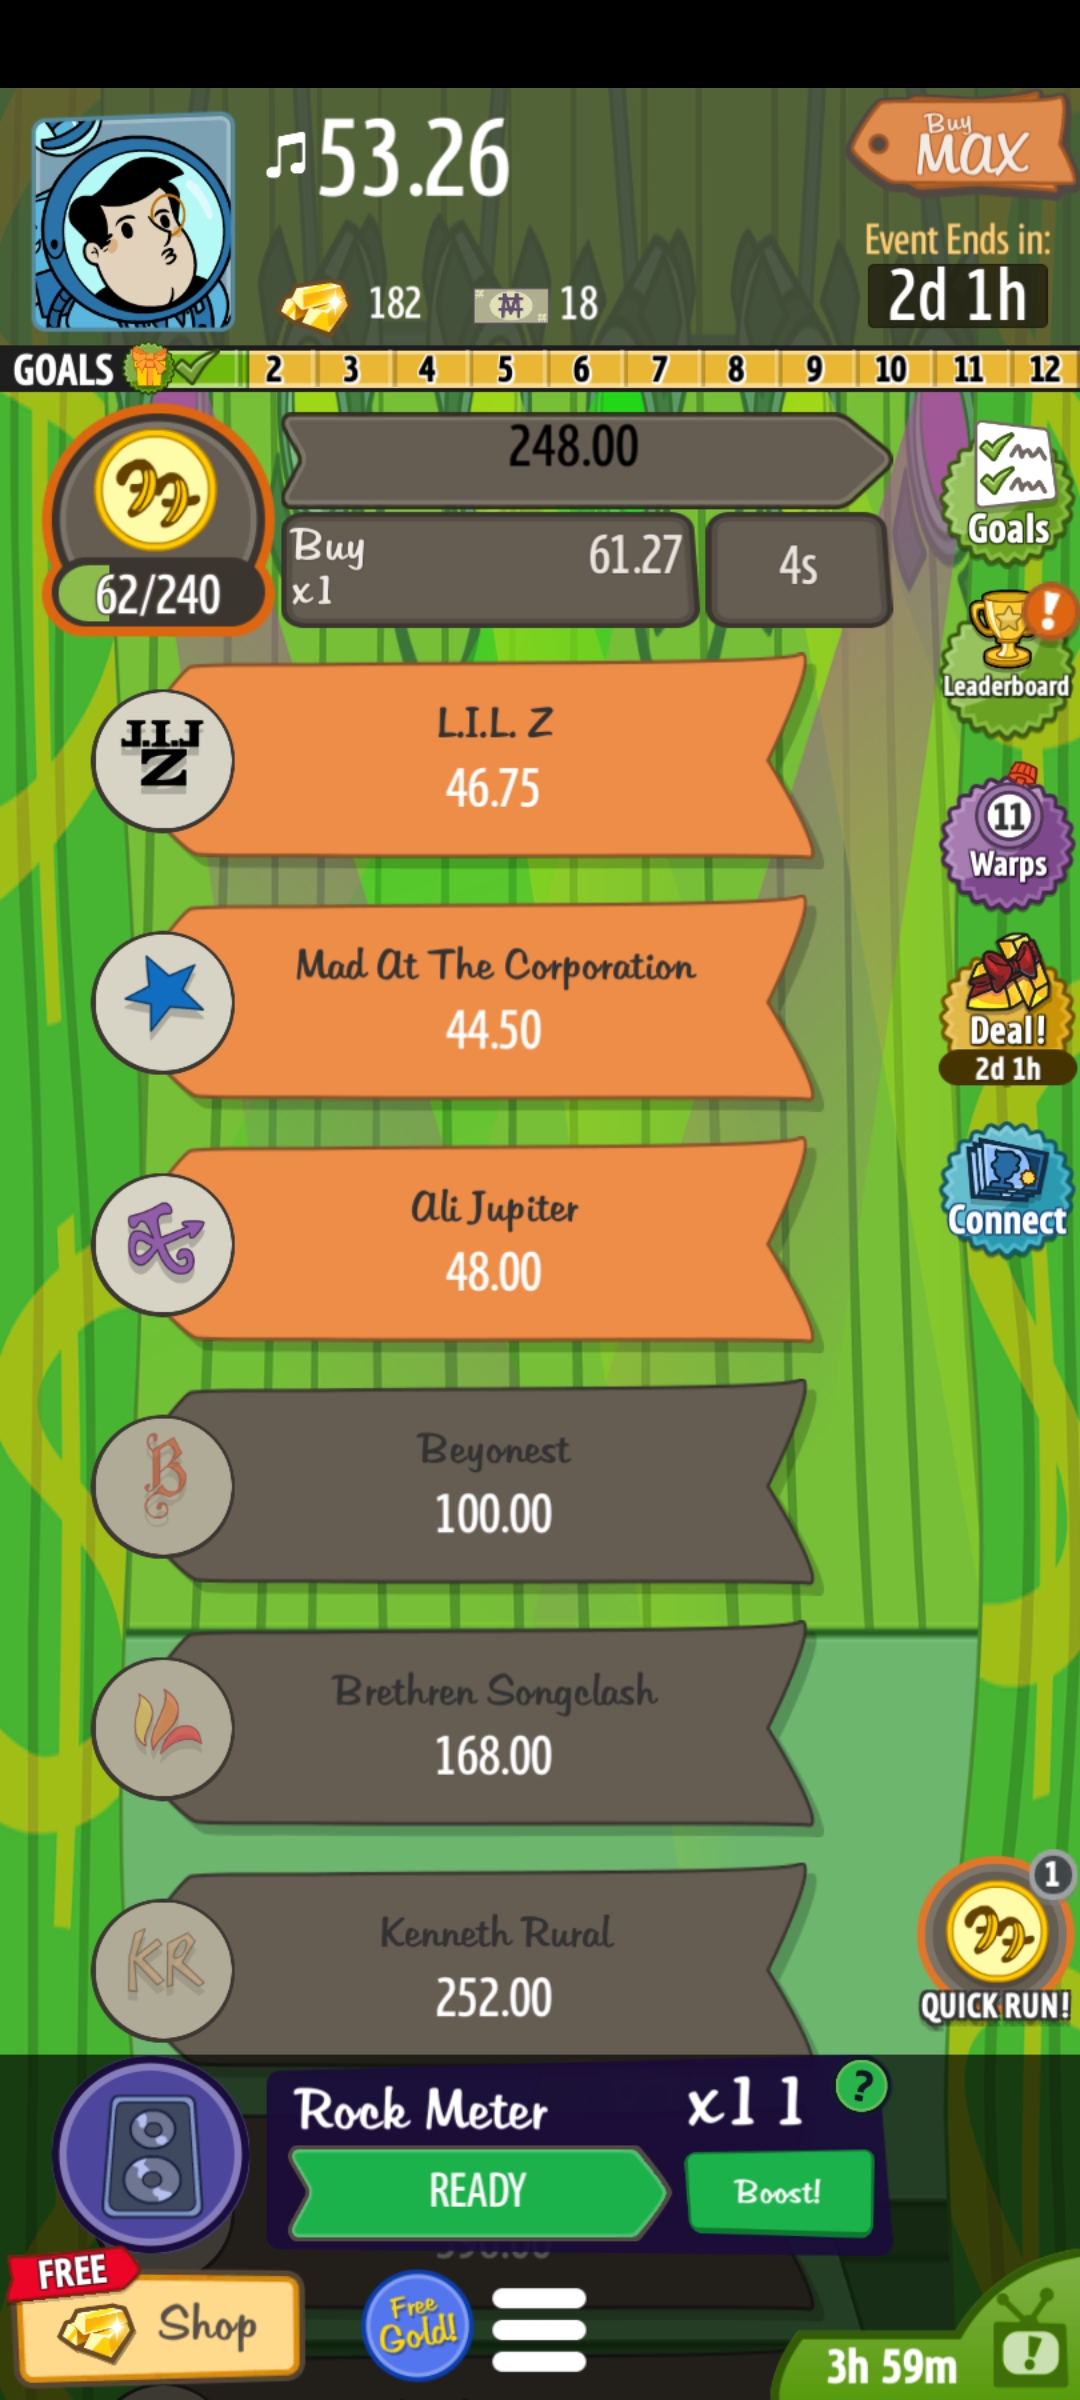 53.26
Buy
Max
182
18
Event Ends in:
2d 1h
GOALS 2 3 4 5 6 7 8 9 10 11 12
248.00
62/240
Buy
x1
61.27
4s
Goals
!
Leaderboard
L.I.L. Z
L.I.L. Z
46.75
11
Warps
Mad At The Corporation
44.50
Deal!
2d 1h
Ali Jupiter
48.00
Connect
B
Beyonest
100.00
Brethren Songclash
168.00
KR
Kenneth Rural
252.00
1
QUICK RUN!
Rock Meter
x11
?
READY
Boost!
FREE
Shop
Free
Gold!
3h 59m
!